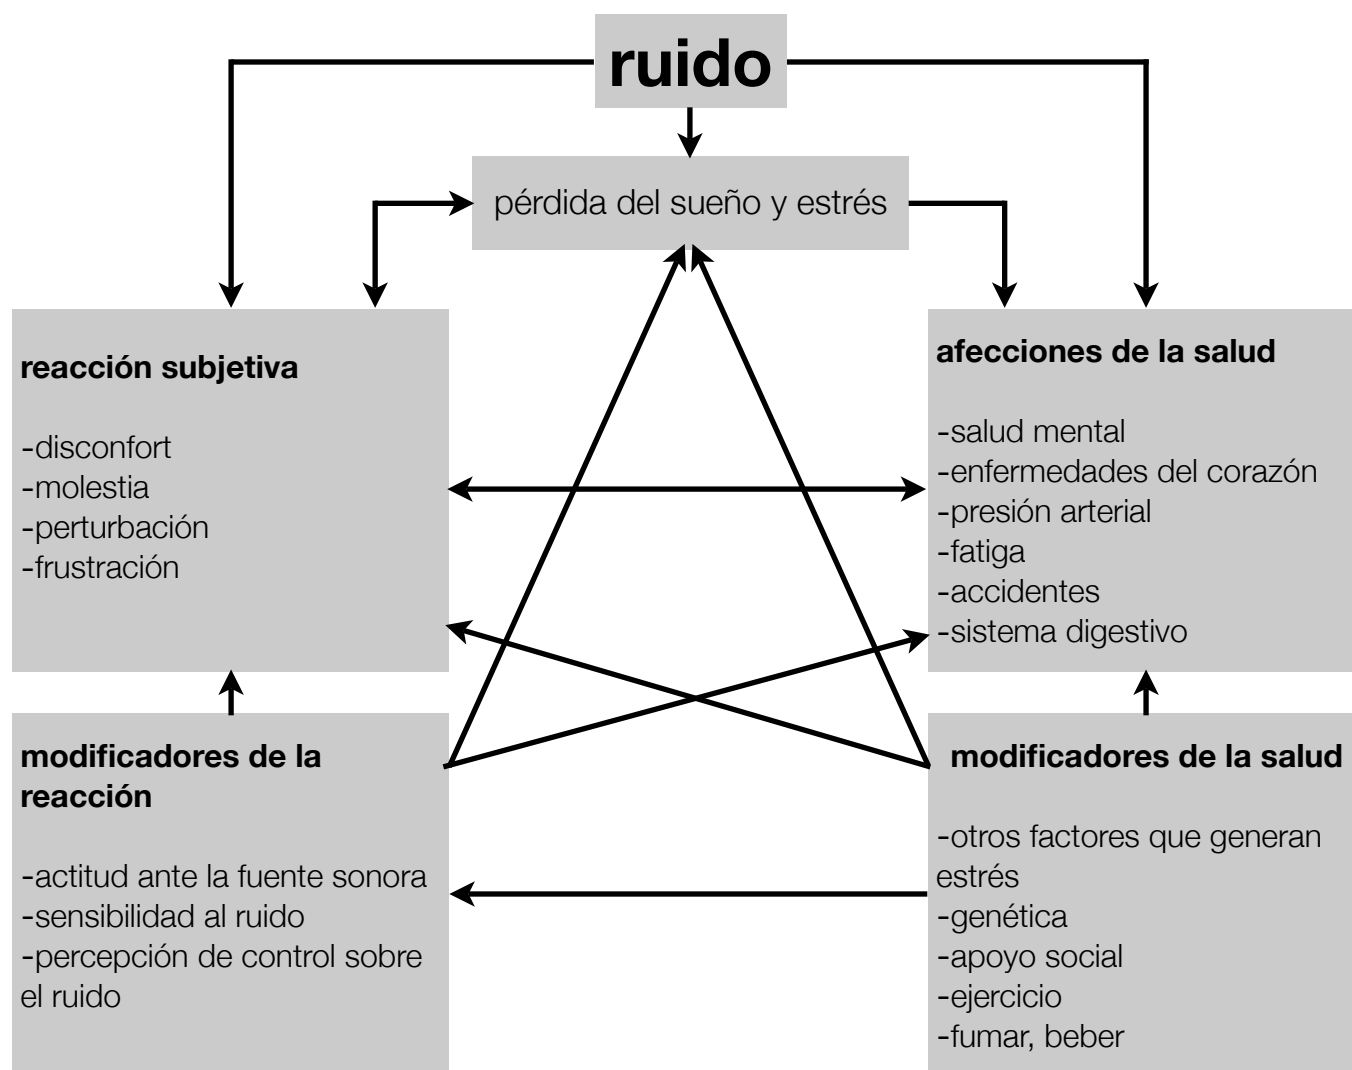 ruido
pérdida del sueño y estrés
reacción subjetiva
-disconfort
-molestia
-perturbación
-frustración
afecciones de la salud
-salud mental
-enfermedades del corazón
-presión arterial
-fatiga
-accidentes
-sistema digestivo
modificadores de la
reacción
-actitud ante la fuente sonora
-sensibilidad al ruido
-percepción de control sobre
el ruido
modificadores de la salud
-otros factores que generan
estrés
-genética
-apoyo social
-ejercicio
-fumar, beber